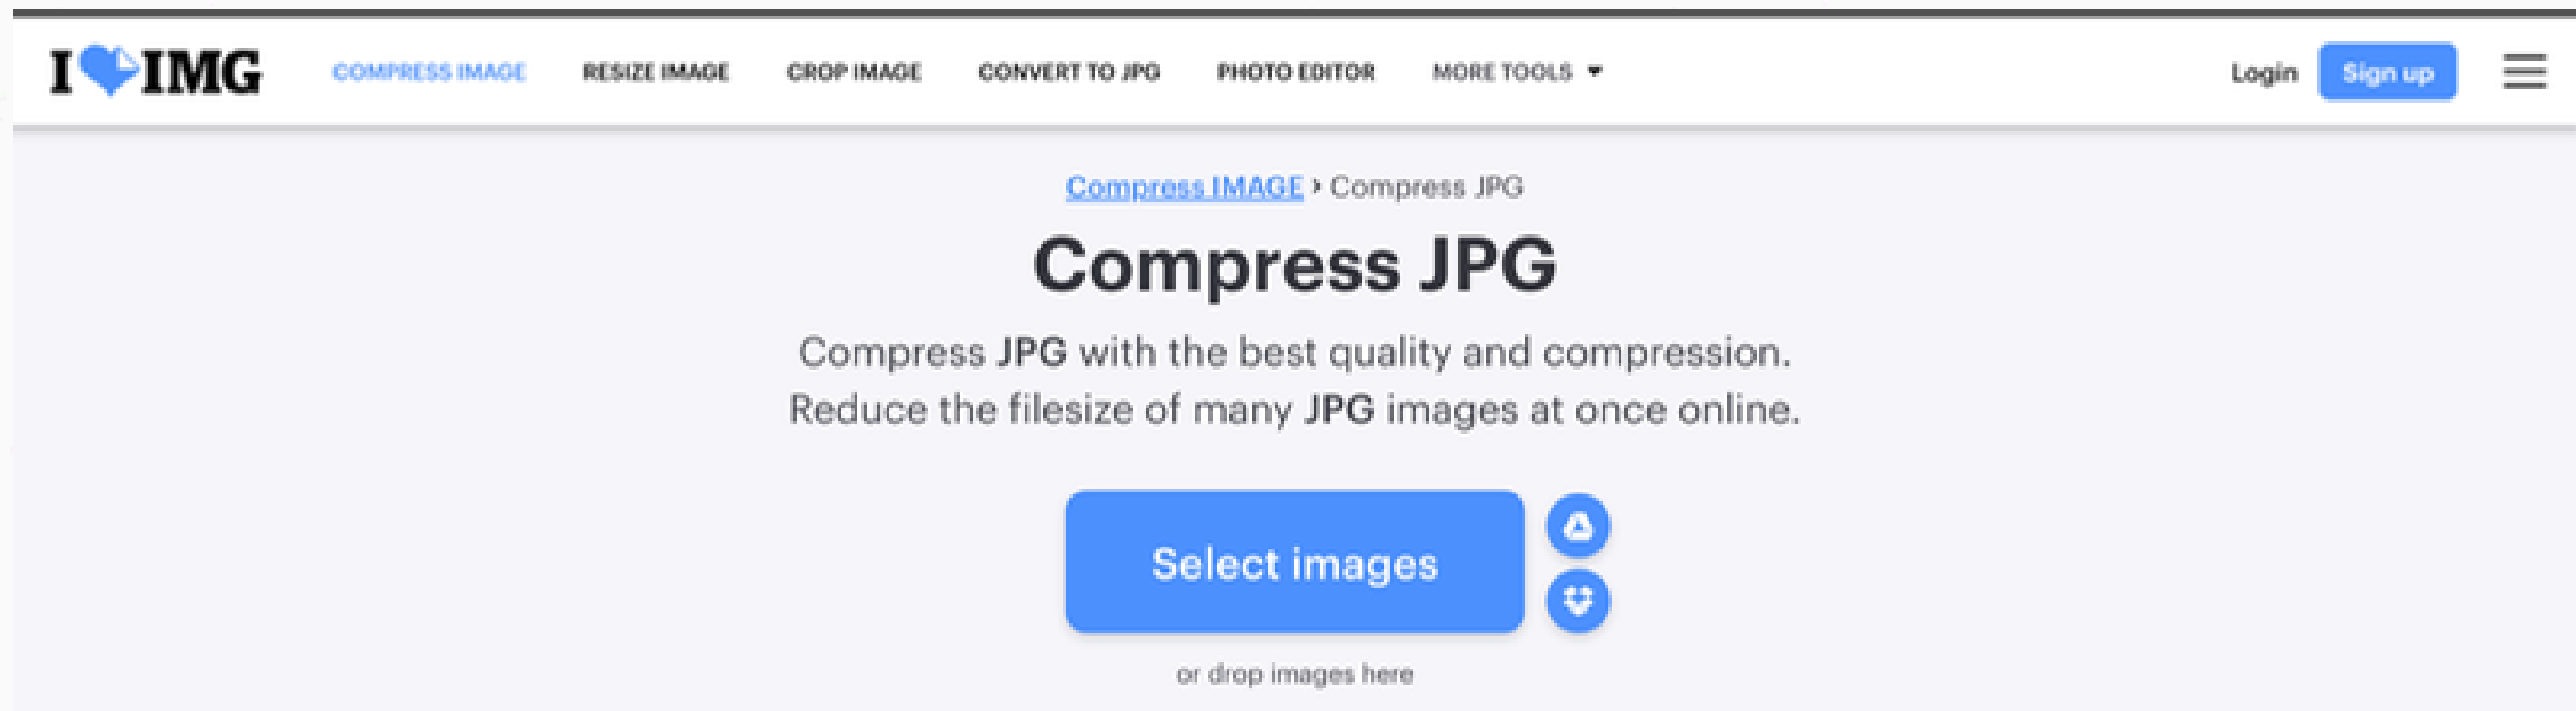 I IMG COMPRESS IMAGE RESIZE IMAGE CROP IMAGE CONVERT TO JPG PHOTO EDITOR MORE TOOLS Login Sign up
Compress IMAGE › Compress JPG
Compress JPG
Compress JPG with the best quality and compression.
Reduce the filesize of many JPG images at once online.
Select images
or drop images here